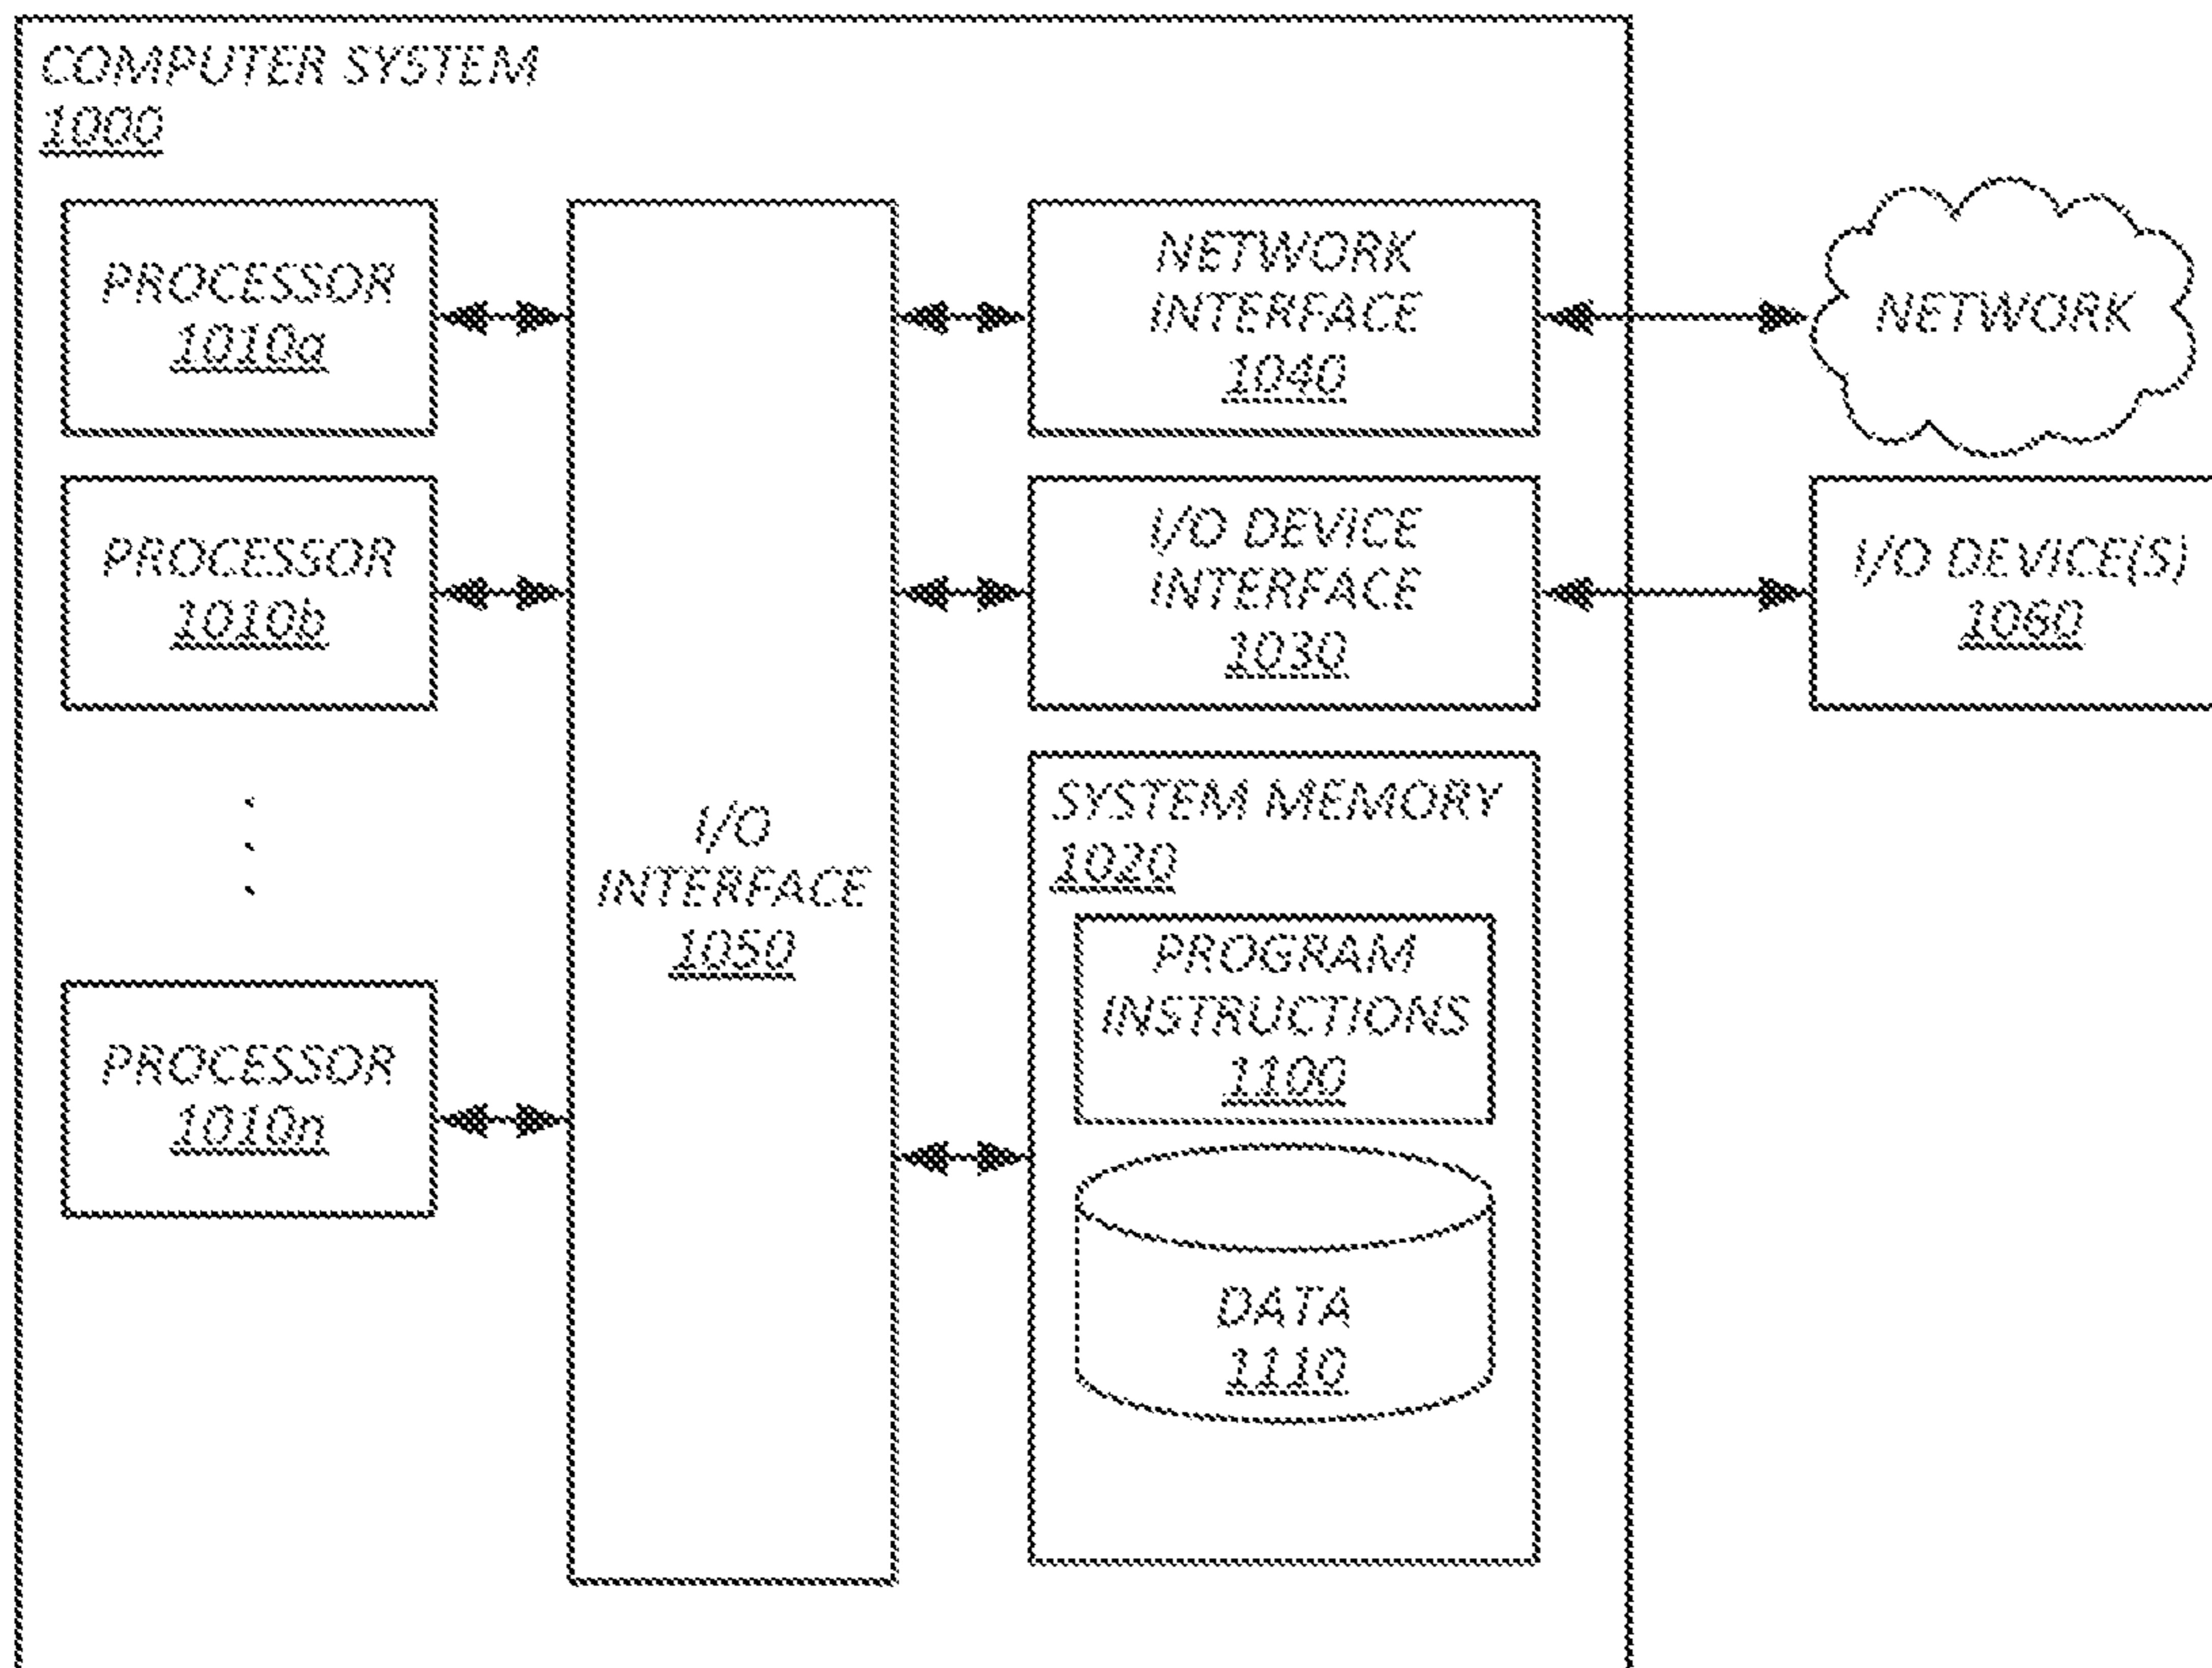 COMPUTER SYSTEM
1000
PROCESSOR
1010a
PROCESSOR
1010b
PROCESSOR
1010n
I/O
INTERFACE
1050
NETWORK
INTERFACE
1040
I/O DEVICE
INTERFACE
1030
SYSTEM MEMORY
1020
PROGRAM
INSTRUCTIONS
1100
DATA
1110
NETWORK
I/O DEVICE(S)
1060